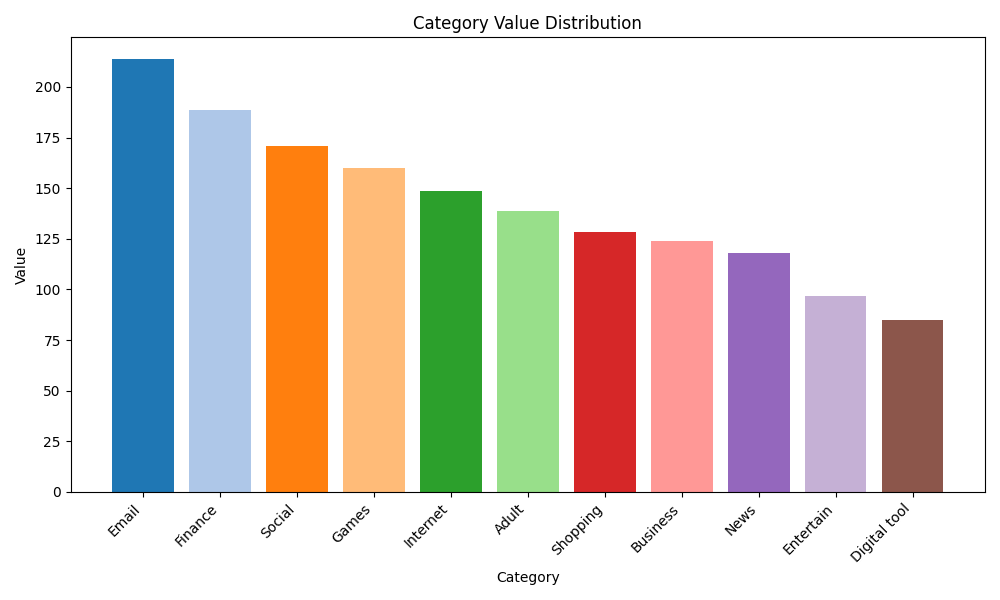 Category Value Distribution
Value
200
175
150
125
100
75
50
25
0
Email
Finance
Social
Games
Internet
Adult
Shopping
Business
News
Entertain
Digital tool
Category